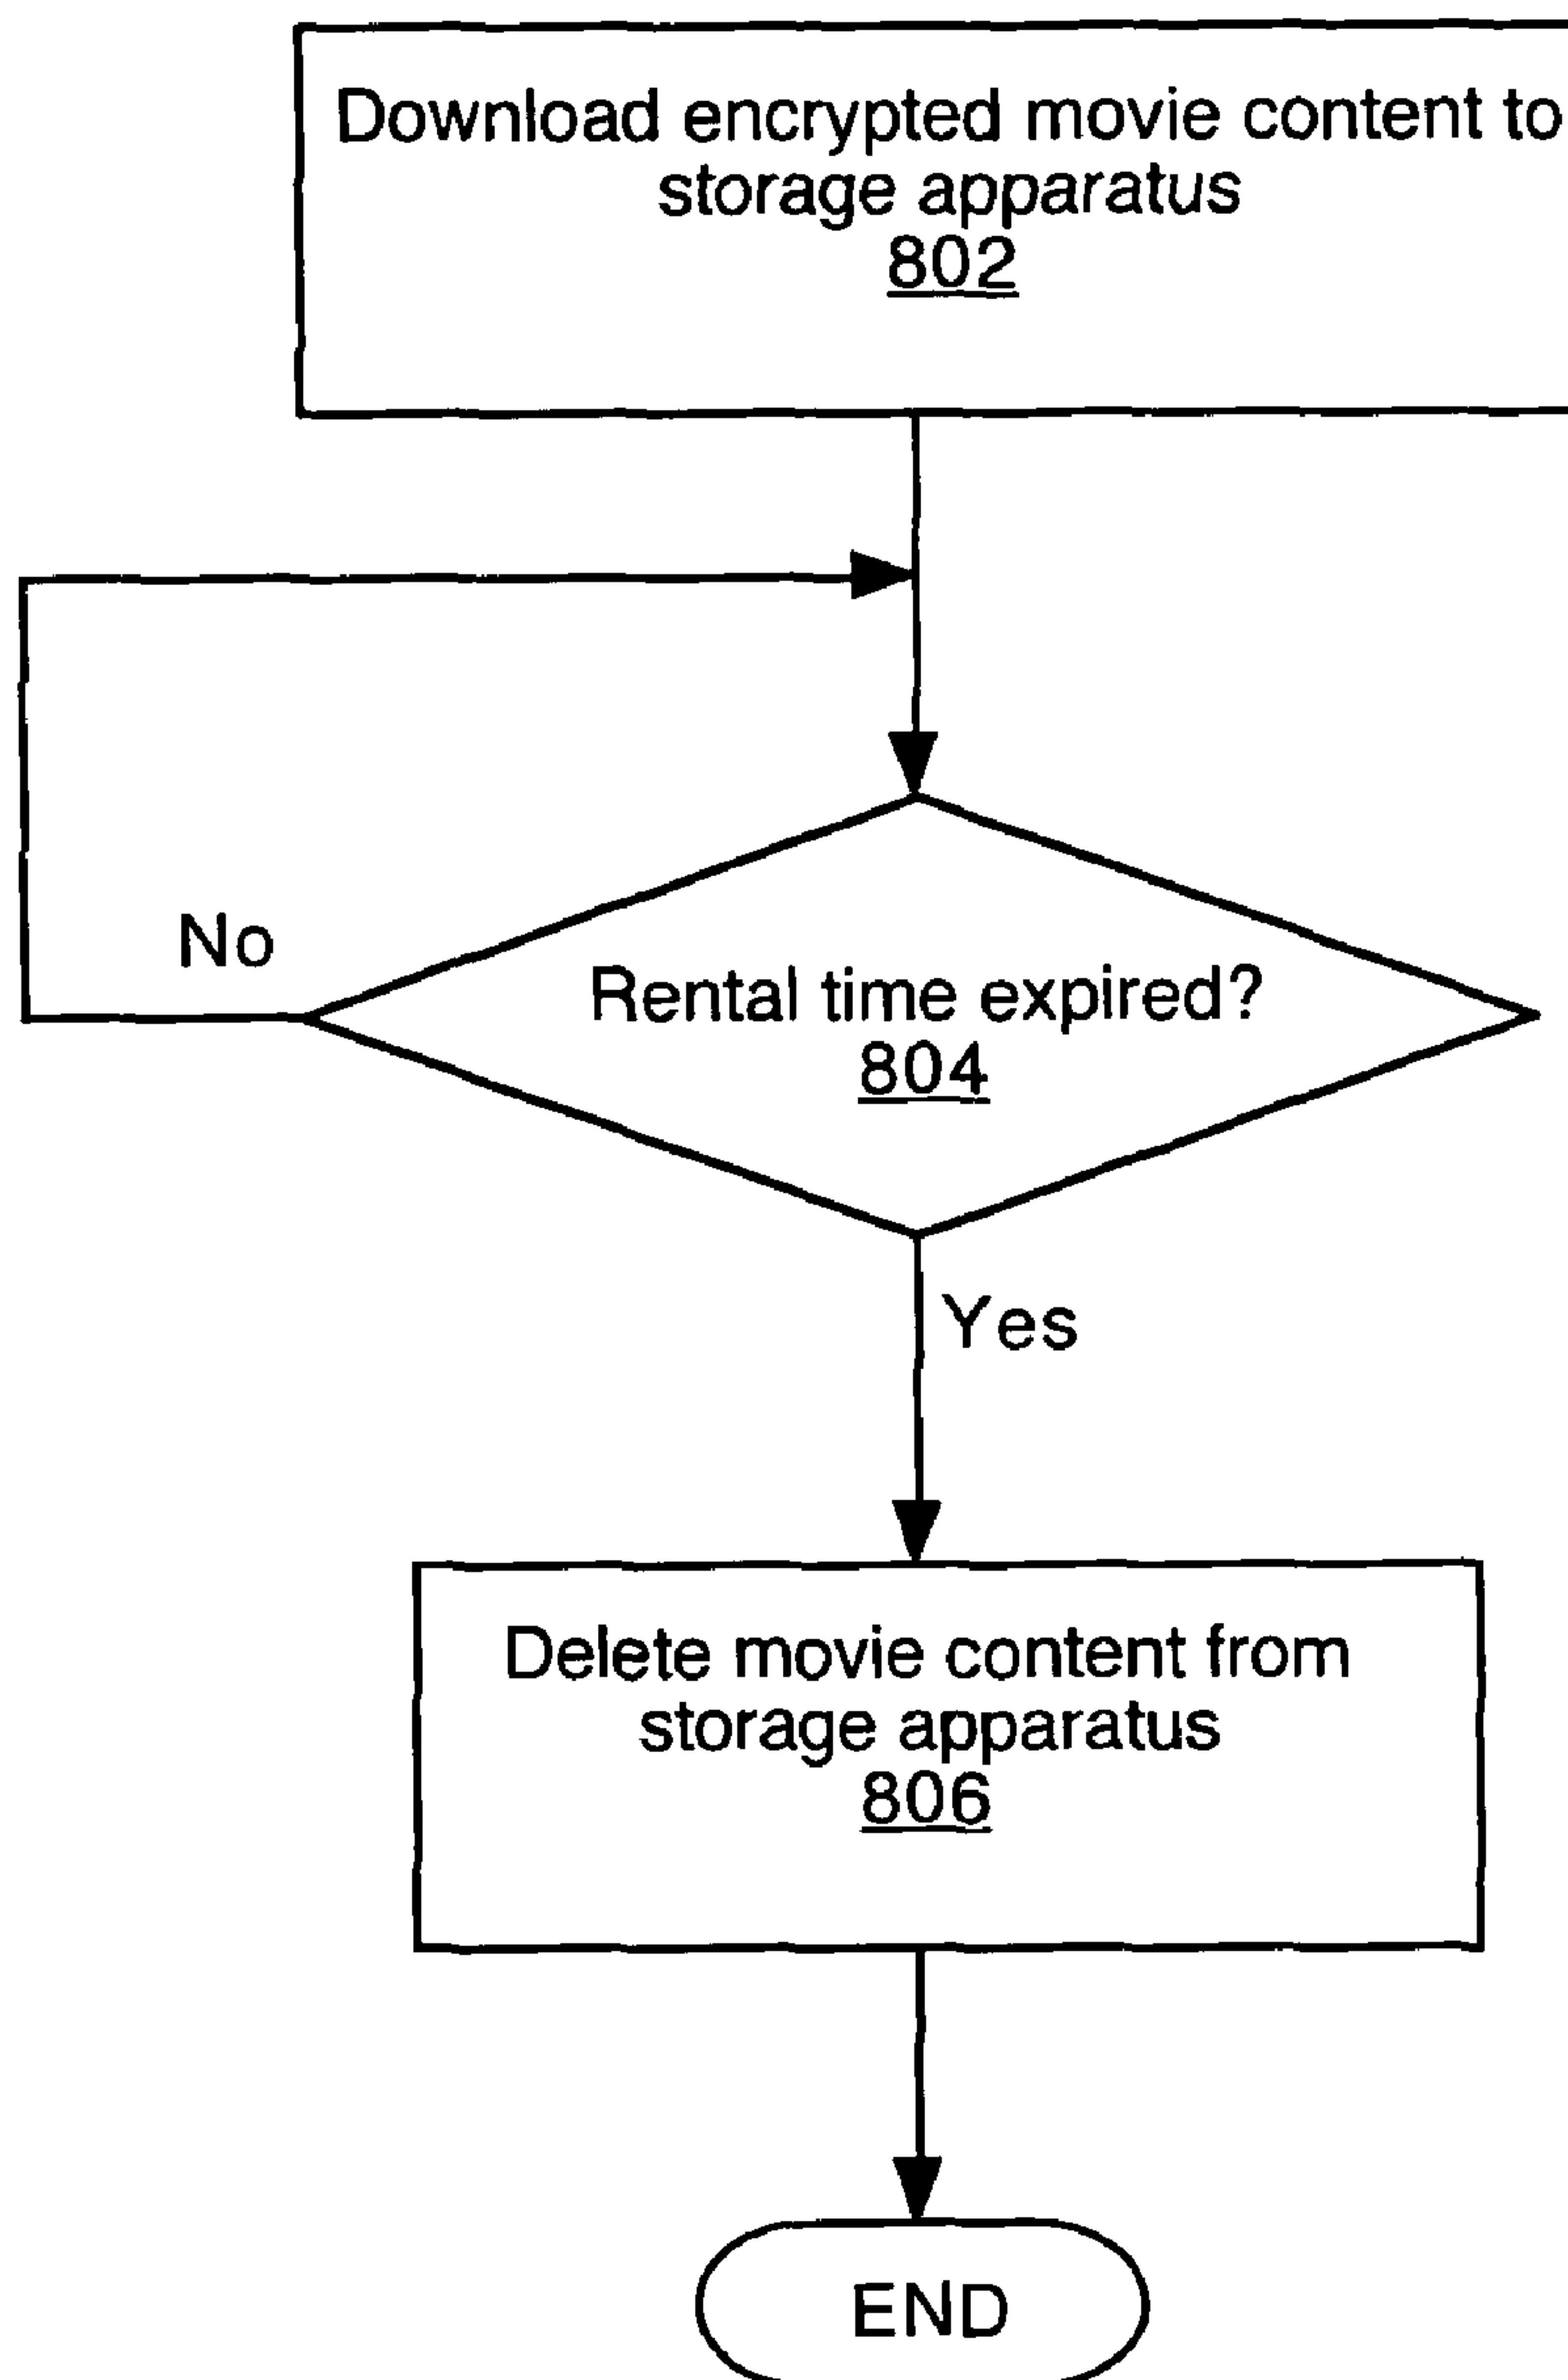 Download encrypted movie content to
storage apparatus
802
No
Rental time expired?
804
Yes
Delete movie content from
storage apparatus
806
END